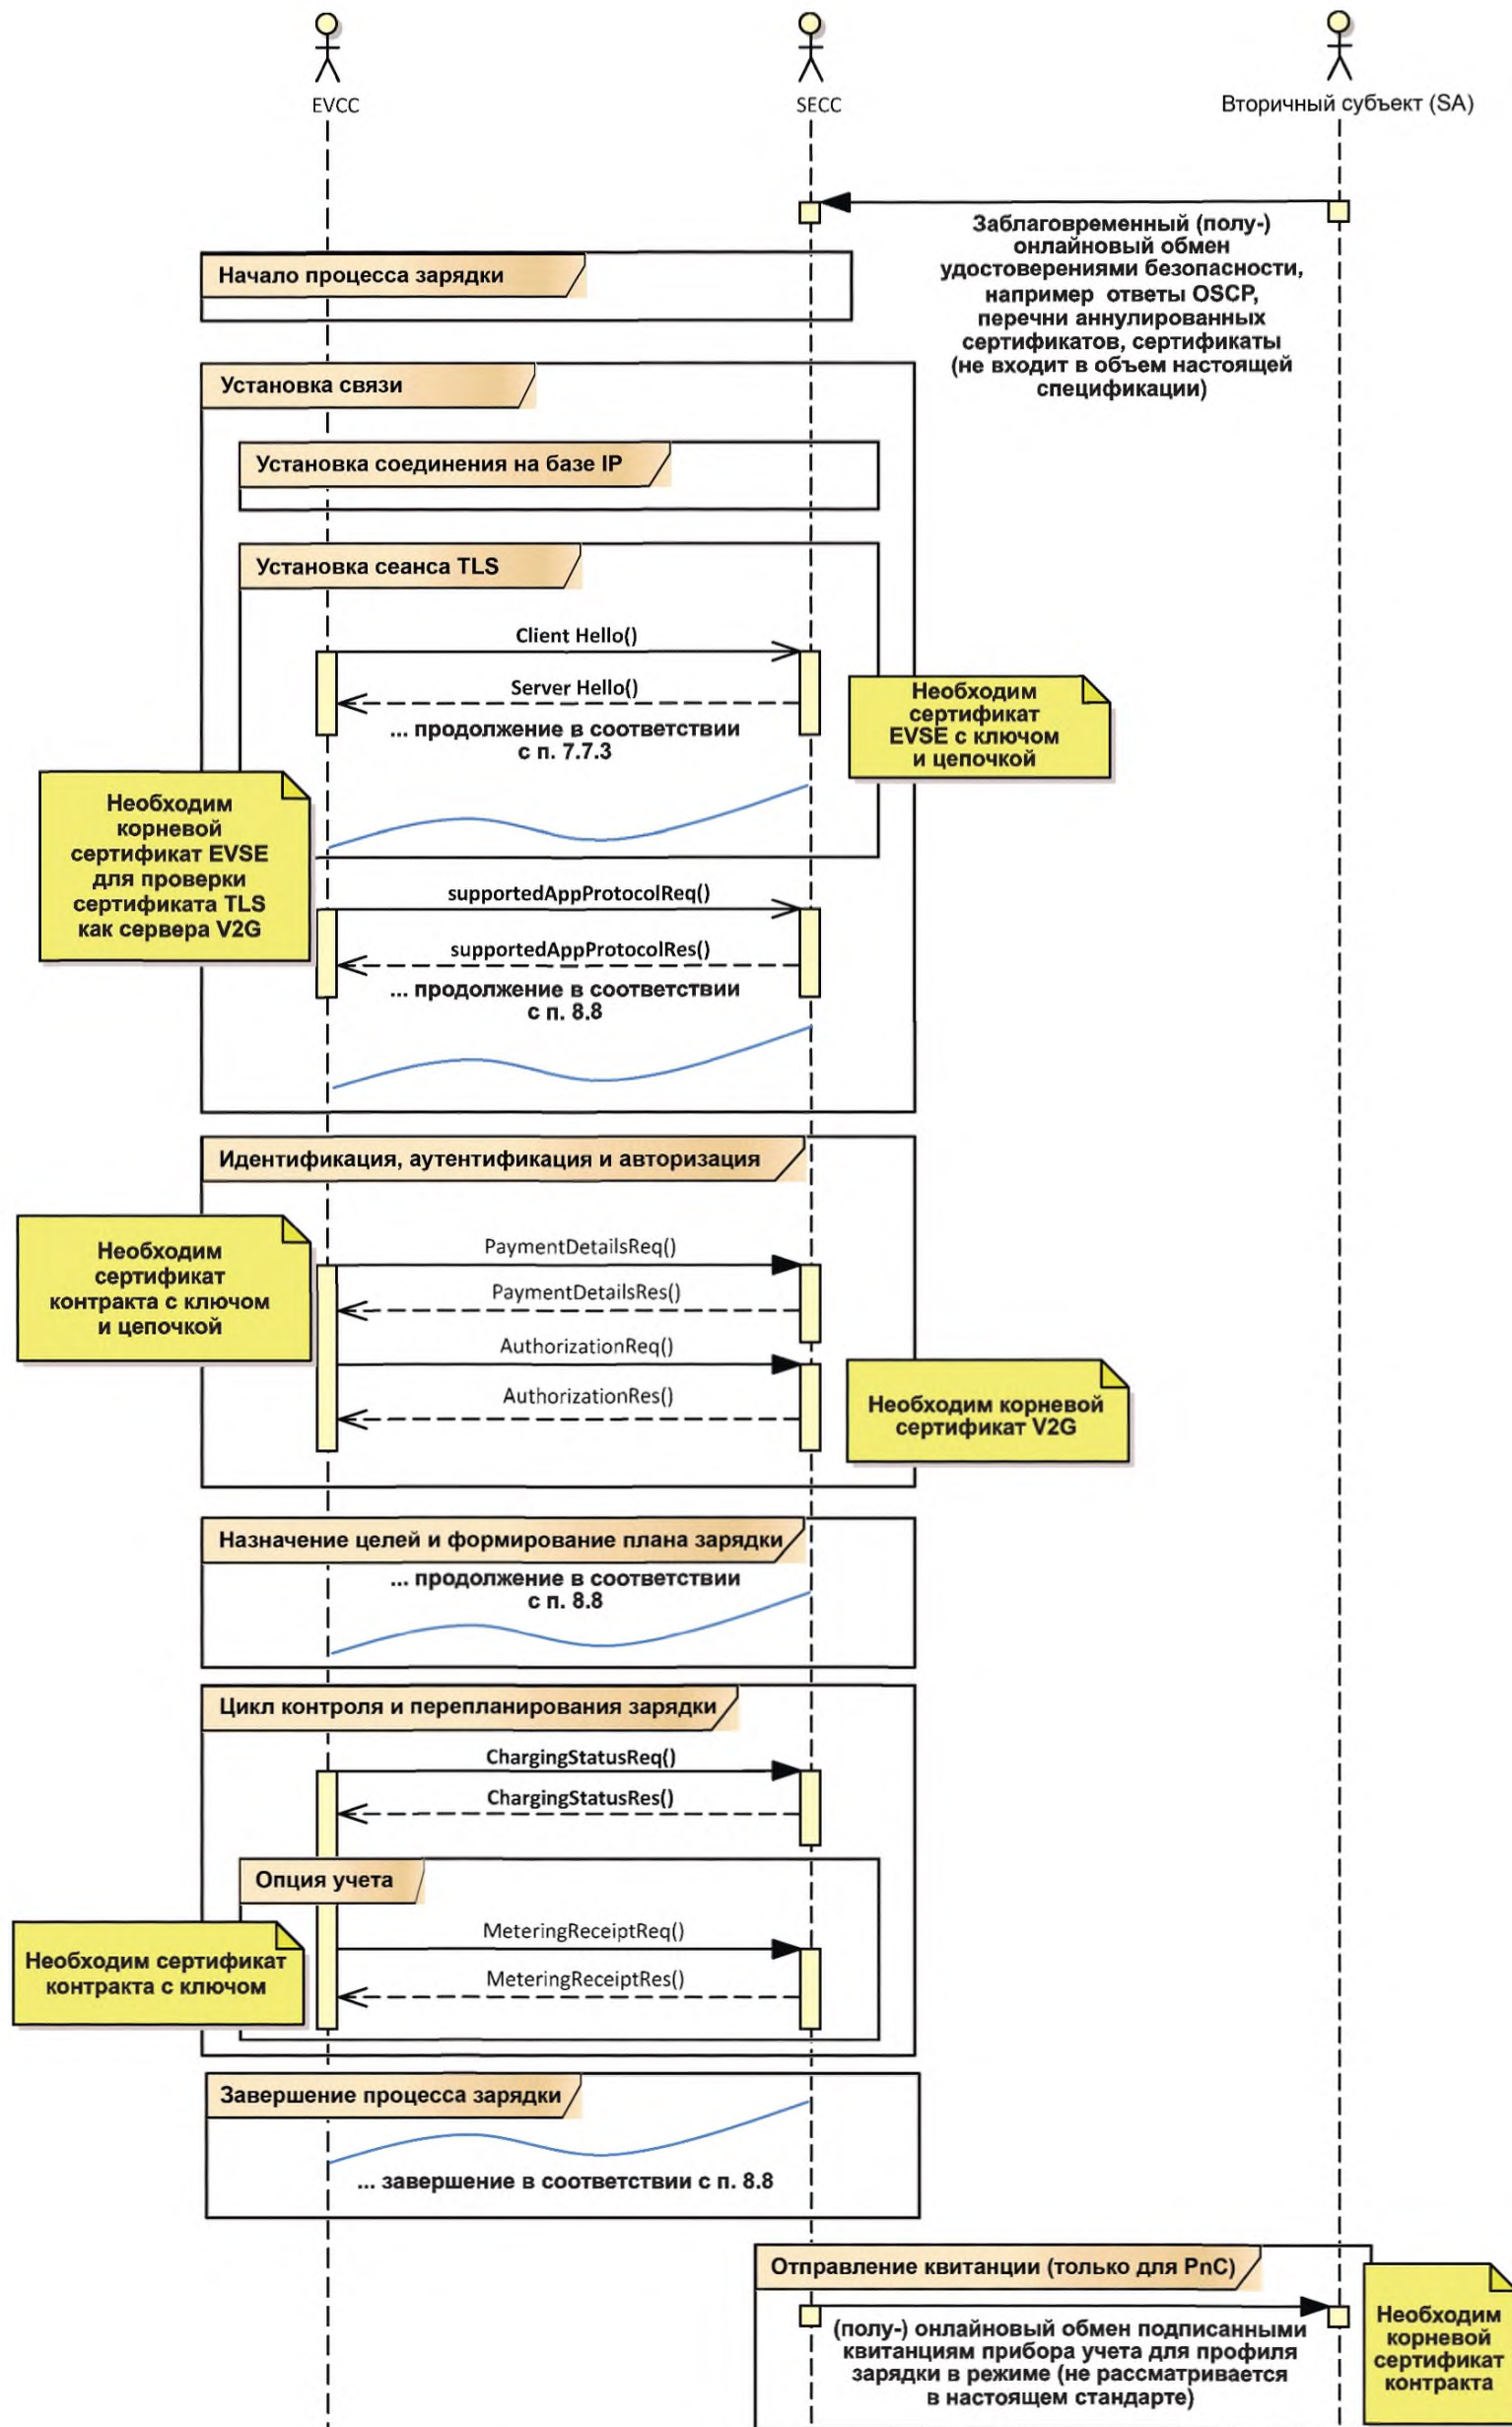 EVCC
SECC
Вторичный субъект (SA)
Заблаговременный (полу-)
онлайновый обмен
удостоверениями безопасности,
например ответы OSCP,
перечни аннулированных
сертификатов, сертификаты
(не входит в объем настоящей
спецификации)
Начало процесса зарядки
Установка связи
Установка соединения на базе IP
Установка сеанса TLS
Client Hello()
Server Hello()
... продолжение в соответствии
с п. 7.7.3
Необходим
сертификат
EVSE с ключом
и цепочкой
Необходим
корневой
сертификат EVSE
для проверки
сертификата TLS
как сервера V2G
supportedAppProtocolReq()
supportedAppProtocolRes()
... продолжение в соответствии
с п. 8.8
Идентификация, аутентификация и авторизация
Необходим
сертификат
контракта с ключом
и цепочкой
PaymentDetailsReq()
PaymentDetailsRes()
AuthorizationReq()
AuthorizationRes()
Необходим корневой
сертификат V2G
Назначение целей и формирование плана зарядки
... продолжение в соответствии
с п. 8.8
Цикл контроля и перепланирования зарядки
ChargingStatusReq()
ChargingStatusRes()
Опция учета
MeteringReceiptReq()
MeteringReceiptRes()
Необходим сертификат
контракта с ключом
Завершение процесса зарядки
... завершение в соответствии с п. 8.8
Отправление квитанции (только для PnC)
(полу-) онлайновый обмен подписанными
квитанциям прибора учета для профиля
зарядки в режиме (не рассматривается
в настоящем стандарте)
Необходим
корневой
сертификат
контракта